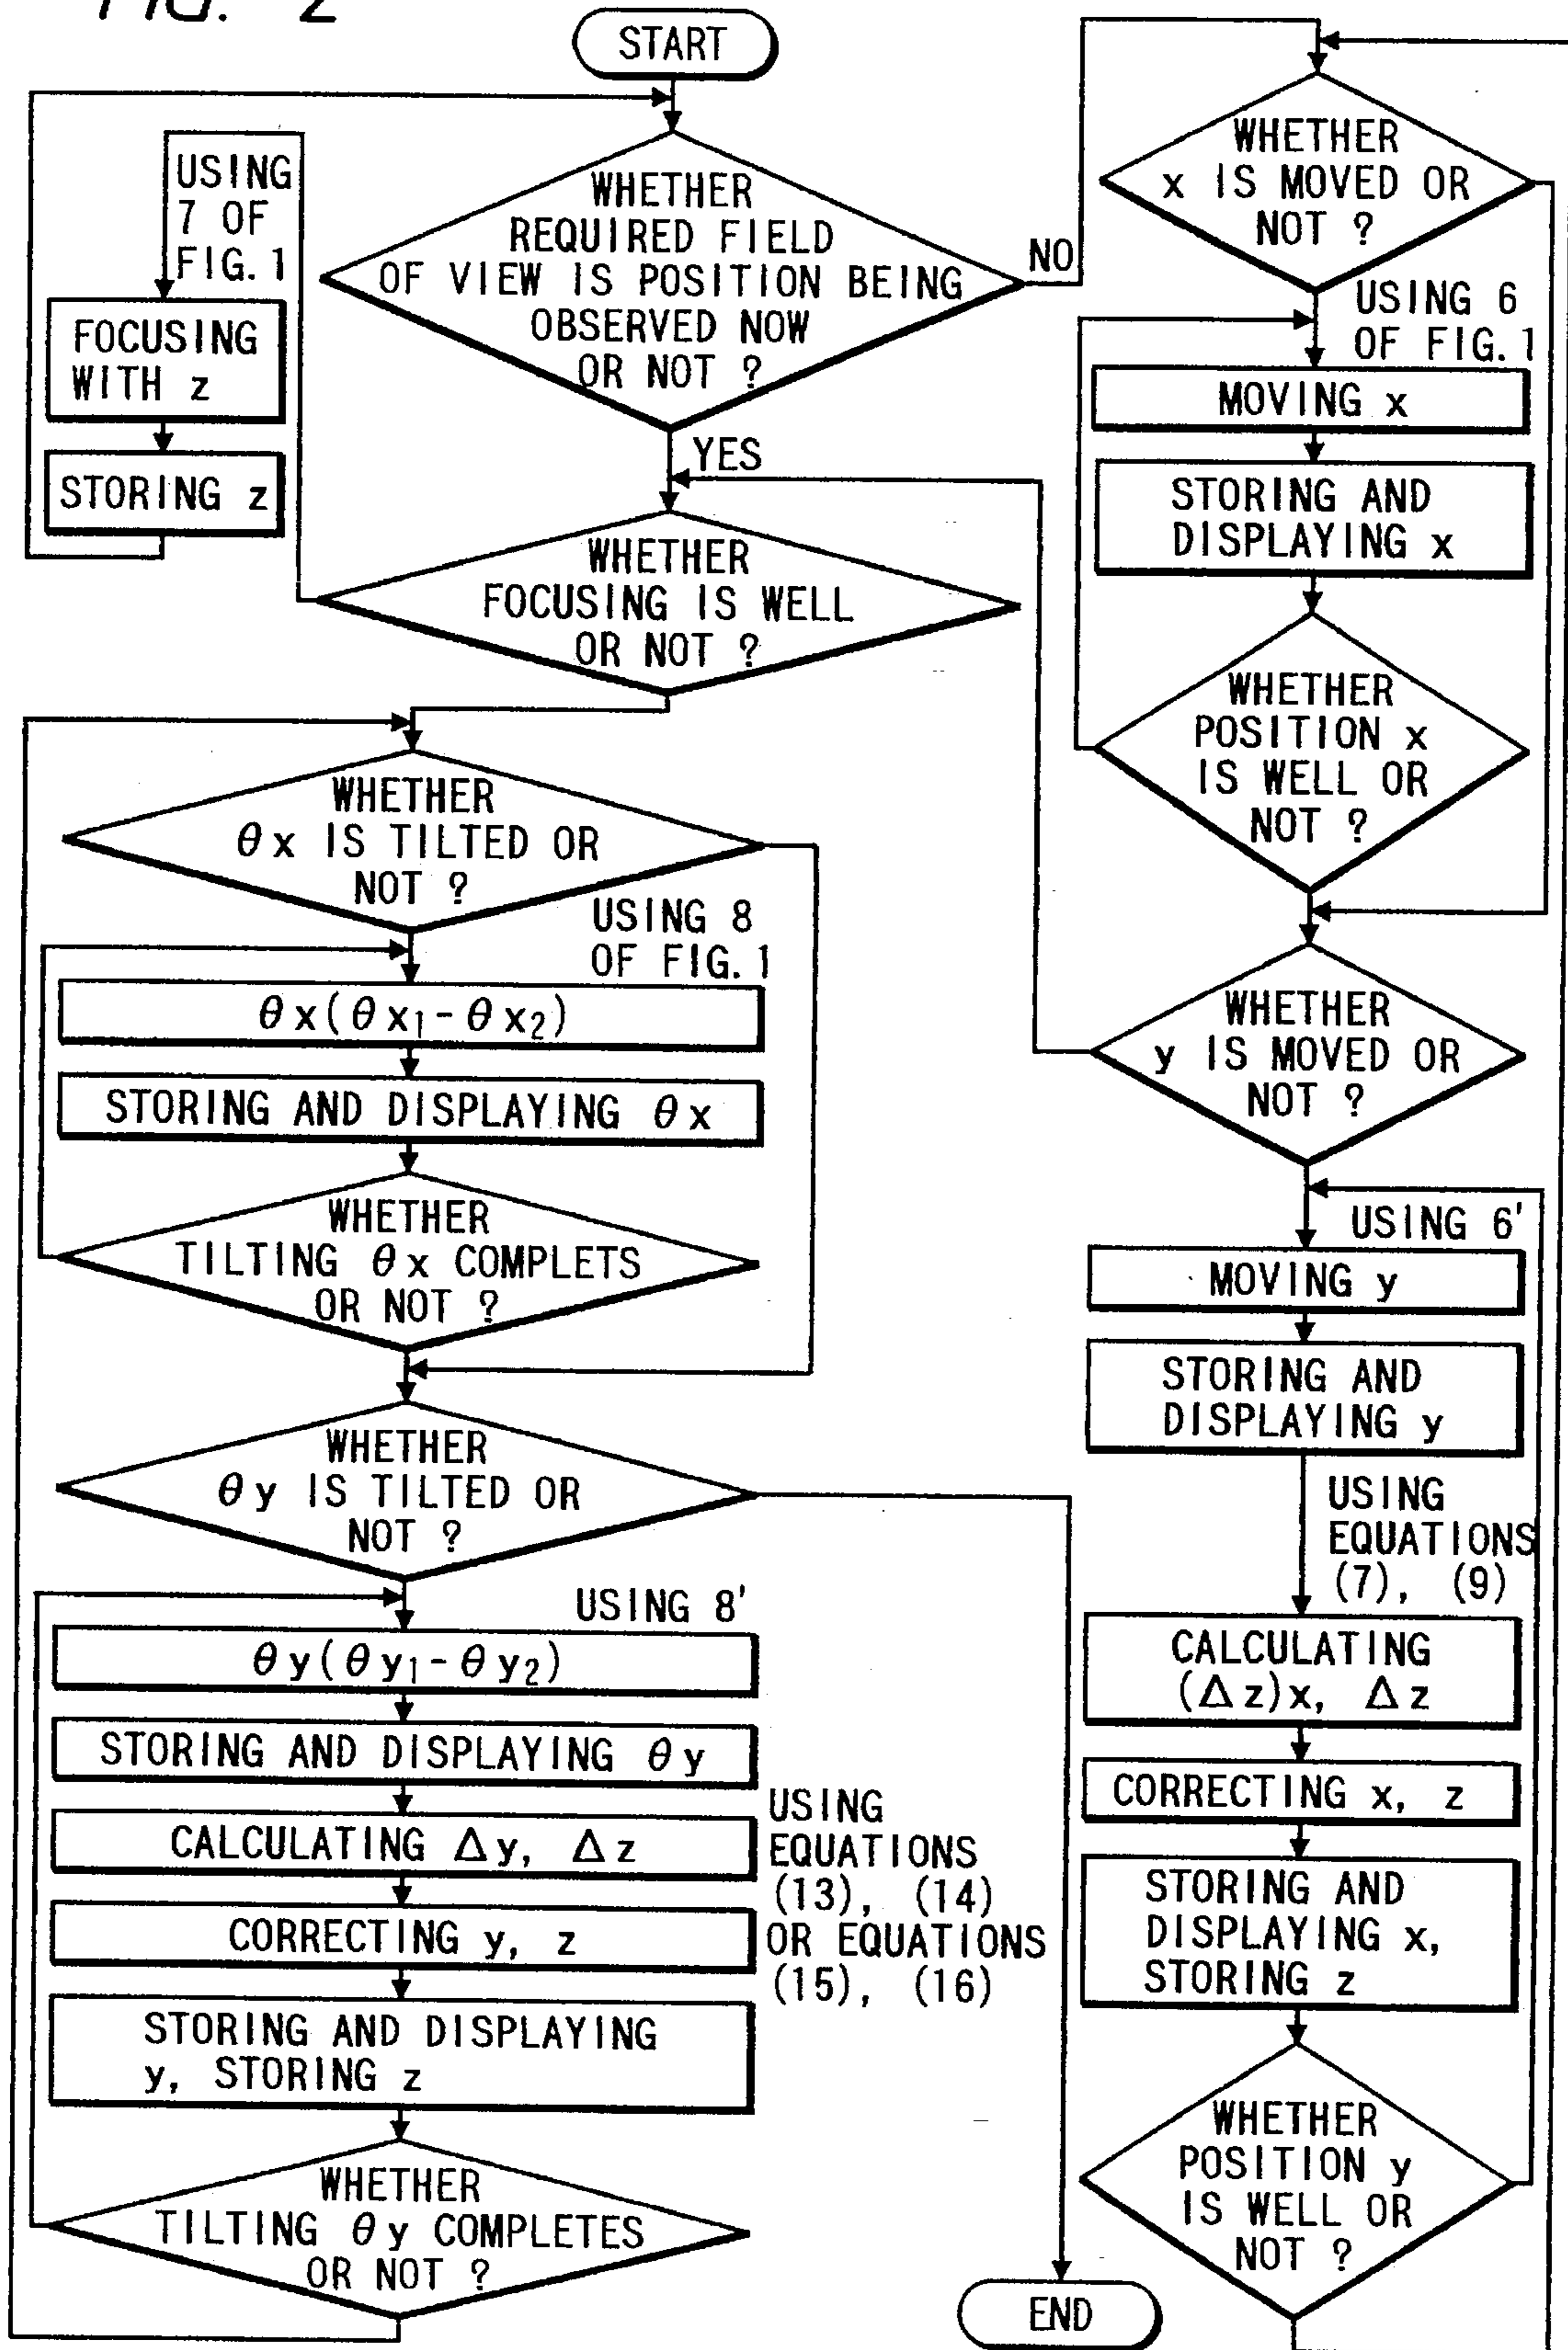 FIG. 2
START
WHETHER
REQUIRED FIELD
OF VIEW IS POSITION BEING
OBSERVED NOW
OR NOT ?
NO
YES
USING
7 OF
FIG. 1
FOCUSING
WITH z
STORING z
WHETHER
FOCUSING IS WELL
OR NOT ?
WHETHER
θx IS TILTED OR
NOT ?
USING 8
OF FIG. 1
θx(θx₁-θx₂)
STORING AND DISPLAYING θx
WHETHER
TILTING θx COMPLETS
OR NOT ?
WHETHER
θy IS TILTED OR
NOT ?
USING 8'
θy(θy₁-θy₂)
STORING AND DISPLAYING θy
CALCULATING Δy, Δz
CORRECTING y, z
USING
EQUATIONS
(13), (14)
OR EQUATIONS
(15), (16)
STORING AND DISPLAYING
y, STORING z
WHETHER
TILTING θy COMPLETES
OR NOT ?
END
WHETHER
x IS MOVED OR
NOT ?
USING 6
OF FIG. 1
MOVING x
STORING AND
DISPLAYING x
WHETHER
POSITION x
IS WELL OR
NOT ?
WHETHER
y IS MOVED OR
NOT ?
USING 6'
MOVING y
STORING AND
DISPLAYING y
USING
EQUATIONS
(7), (9)
CALCULATING
(Δz)x, Δz
CORRECTING x, z
STORING AND
DISPLAYING x,
STORING z
WHETHER
POSITION y
IS WELL OR
NOT ?